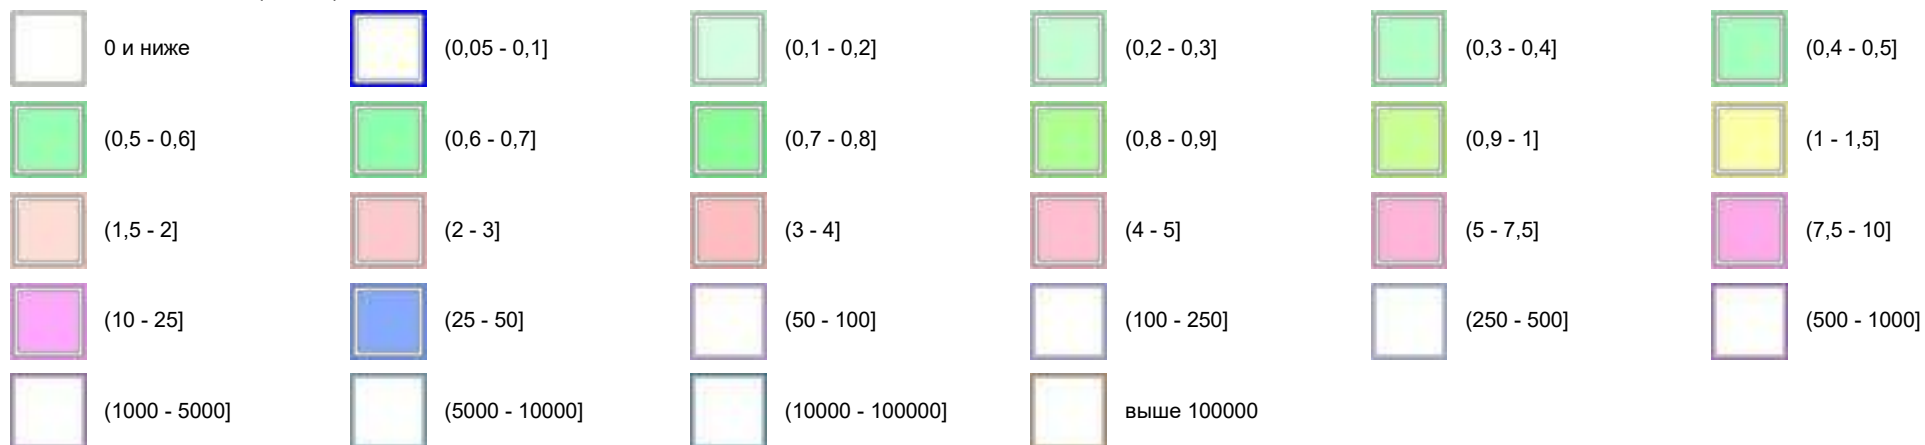 0 и ниже (0,05 - 0,1] (0,1 - 0,2] (0,2 - 0,3] (0,3 - 0,4] (0,4 - 0,5]
(0,5 - 0,6] (0,6 - 0,7] (0,7 - 0,8] (0,8 - 0,9] (0,9 - 1] (1 - 1,5]
(1,5 - 2] (2 - 3] (3 - 4] (4 - 5] (5 - 7,5] (7,5 - 10]
(10 - 25] (25 - 50] (50 - 100] (100 - 250] (250 - 500] (500 - 1000]
(1000 - 5000] (5000 - 10000] (10000 - 100000] выше 100000